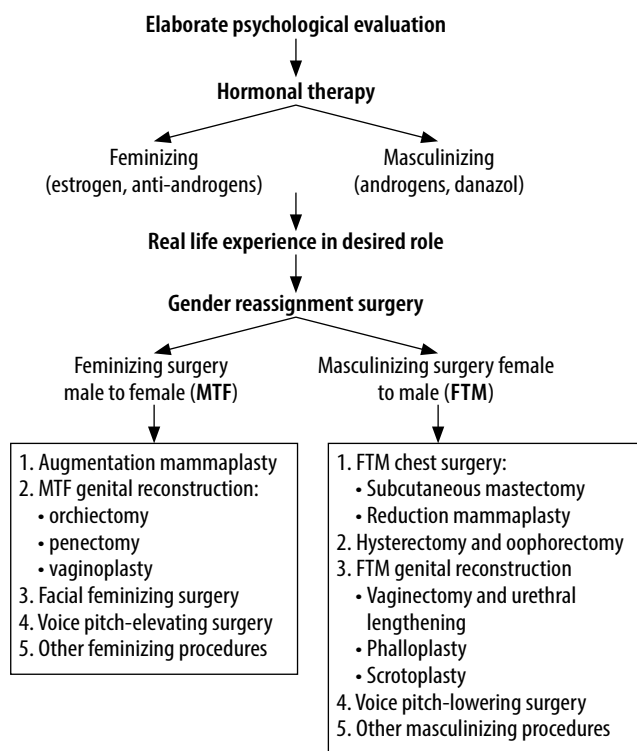 Elaborate psychological evaluation
Hormonal therapy
Feminizing
(estrogen, anti-androgens)
Masculinizing
(androgens, danazol)
Real life experience in desired role
Gender reassignment surgery
Feminizing surgery
male to female (MTF)
Masculinizing surgery female
to male (FTM)
1. Augmentation mammaplasty
2. MTF genital reconstruction:
• orchiectomy
• penectomy
• vaginoplasty
3. Facial feminizing surgery
4. Voice pitch-elevating surgery
5. Other feminizing procedures
1. FTM chest surgery:
• Subcutaneous mastectomy
• Reduction mammaplasty
2. Hysterectomy and oophorectomy
3. FTM genital reconstruction
• Vaginectomy and urethral
lengthening
• Phalloplasty
• Scrotoplasty
4. Voice pitch-lowering surgery
5. Other masculinizing procedures